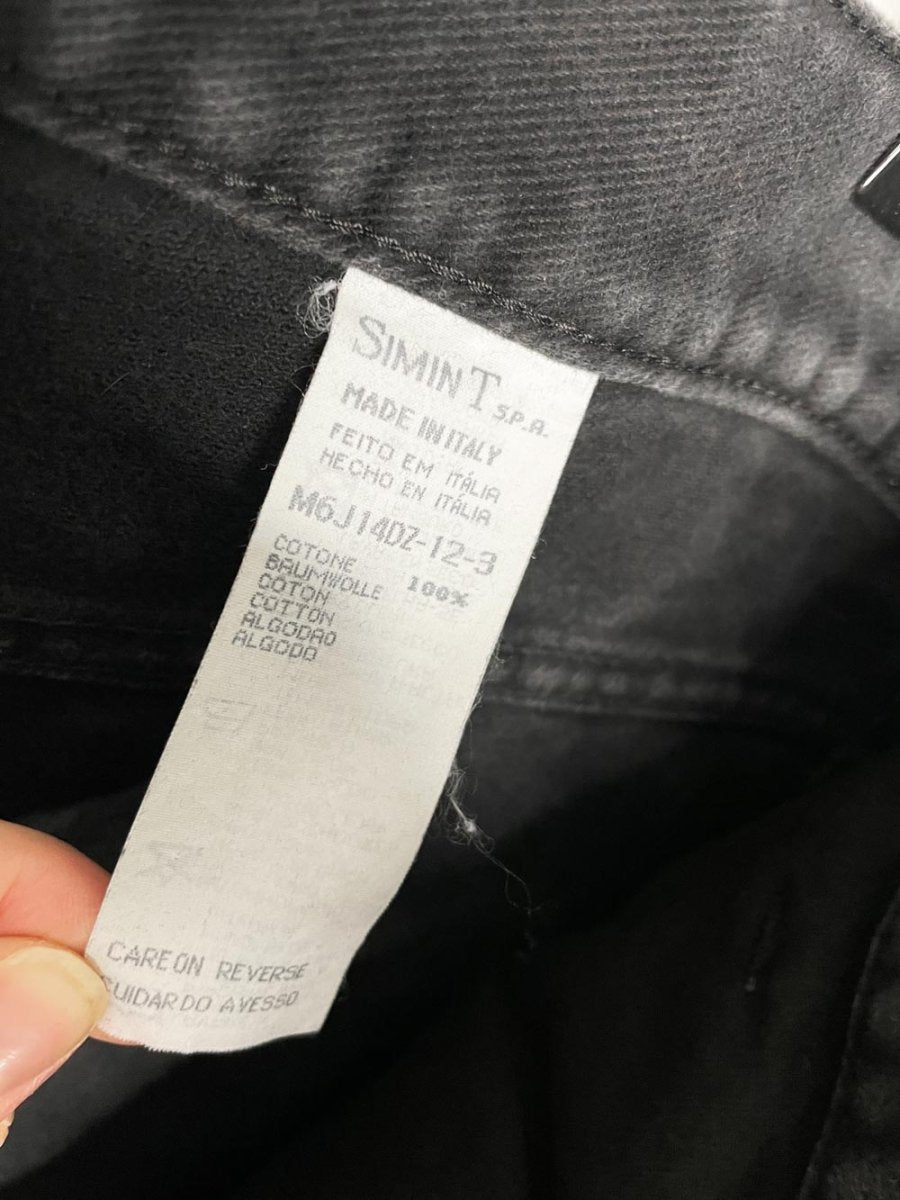 SIMINT S.P.A.
MADE IN ITALY
FEITO EM ITÁLIA
HECHO EN ITÁLIA
M6J14DZ-12-3
COTONE
BAUMWOLLE 100%
COTON
COTTON
ALGODAO
ALGODO
CARE ON REVERSE
CUIDAR DO AVESSO